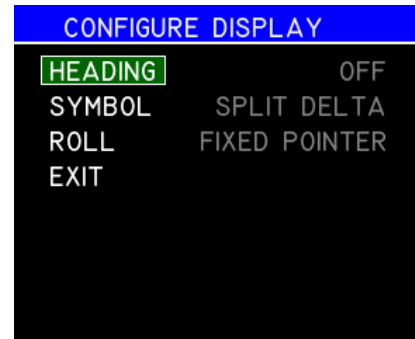 CONFIGURE DISPLAY
HEADING OFF
SYMBOL SPLIT DELTA
ROLL FIXED POINTER
EXIT